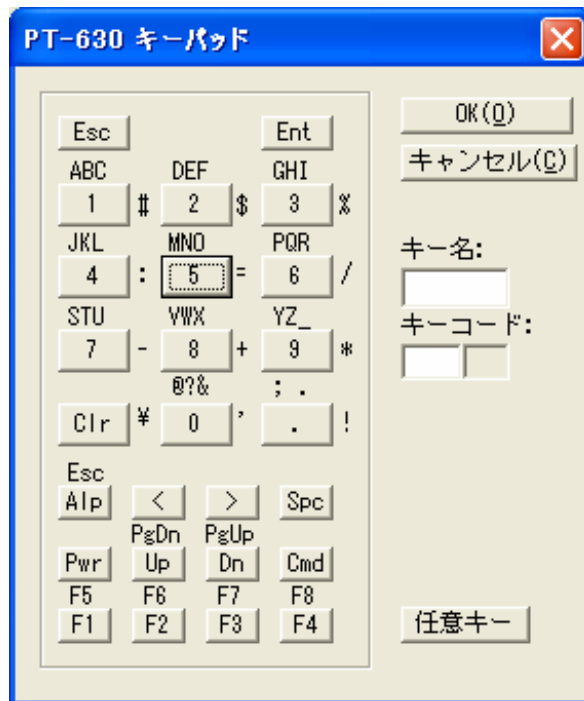 PT-630 キーパッド
Esc Ent OK(O)
ABC DEF GHI キャンセル(C)
1 # 2 $ 3 %
JKL MNO PQR キー名:
4 : 5 = 6 /
STU VWX YZ_ キーコード:
7 - 8 + 9 *
@?& ; .
Clr ¥ 0 ' . !
Esc
Alp < > Spc
PgDn PgUp
Pwr Up Dn Cmd
F5 F6 F7 F8
F1 F2 F3 F4 任意キー